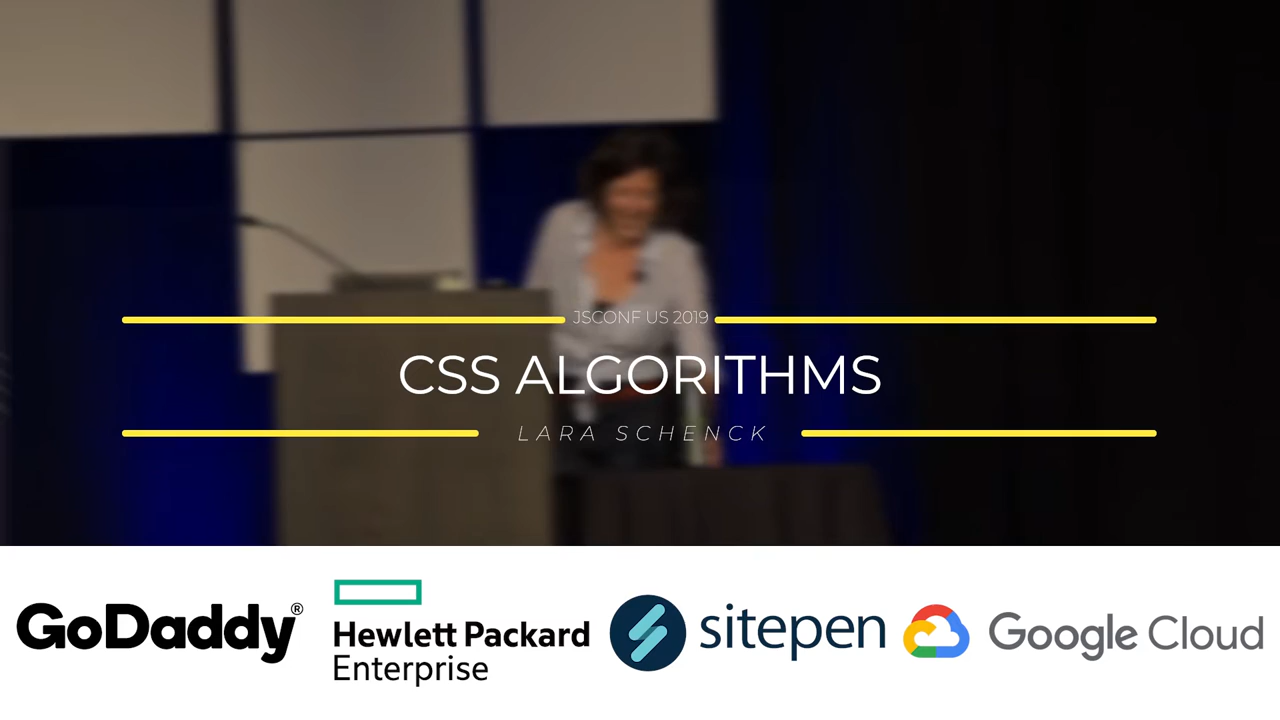 JSCONF US 2019
CSS ALGORITHMS
LARA SCHENCK
GoDaddy®
Hewlett Packard
Enterprise
sitepen
Google Cloud